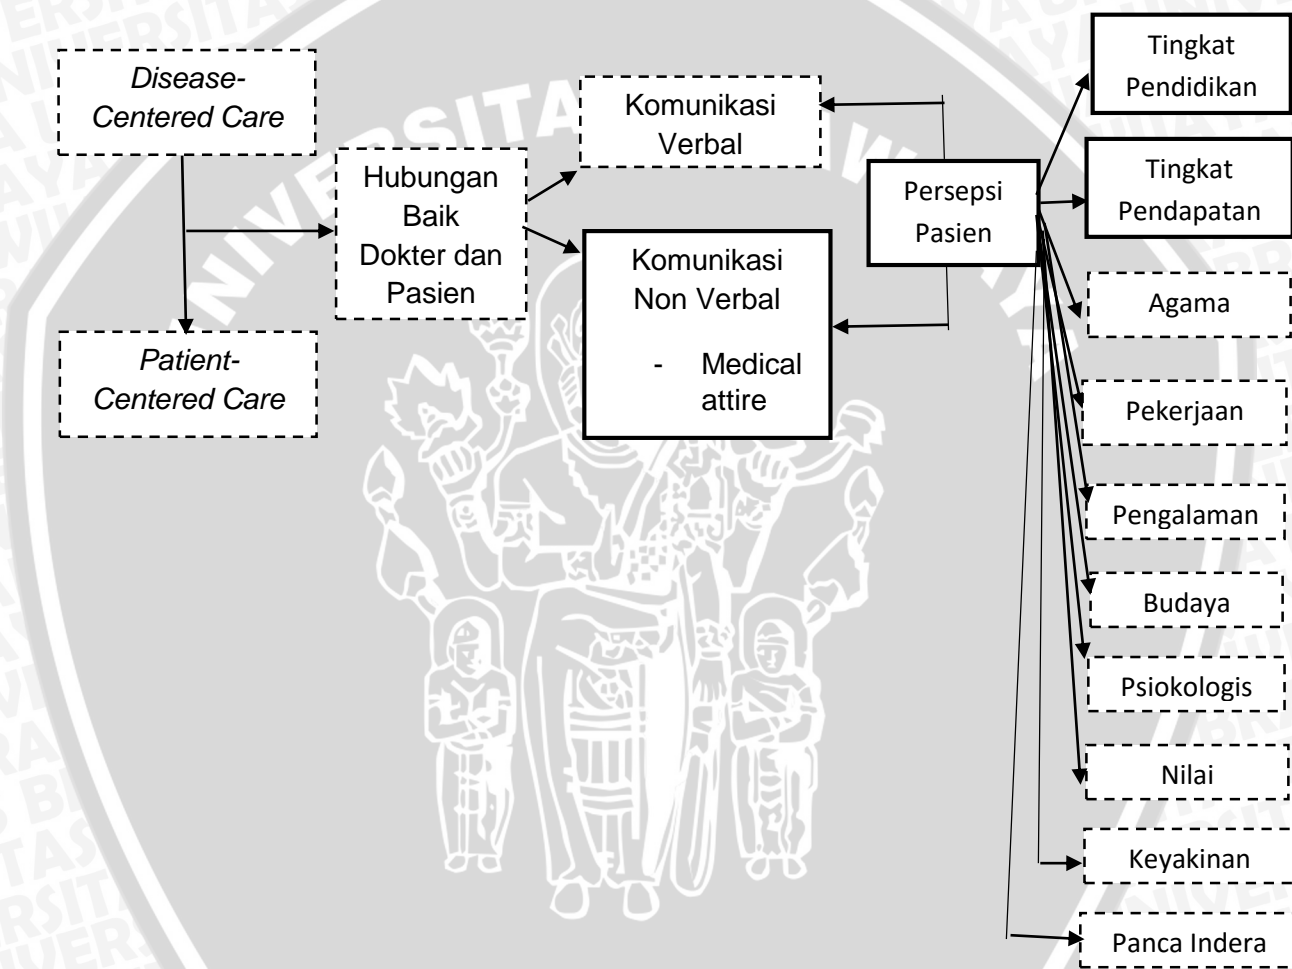 Disease-
Centered Care
Patient-
Centered Care
Hubungan
Baik
Dokter dan
Pasien
Komunikasi
Verbal
Komunikasi
Non Verbal
- Medical
attire
Persepsi
Pasien
Tingkat
Pendidikan
Tingkat
Pendapatan
Agama
Pekerjaan
Pengalaman
Budaya
Psiokologis
Nilai
Keyakinan
Panca Indera